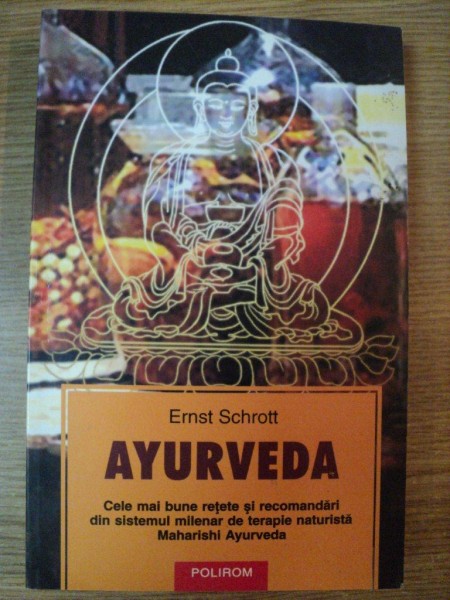 Ernst Schrott
AYURVEDA
Cele mai bune rețete și recomandări
din sistemul milenar de terapie naturistă
Maharishi Ayurveda
POLIROM